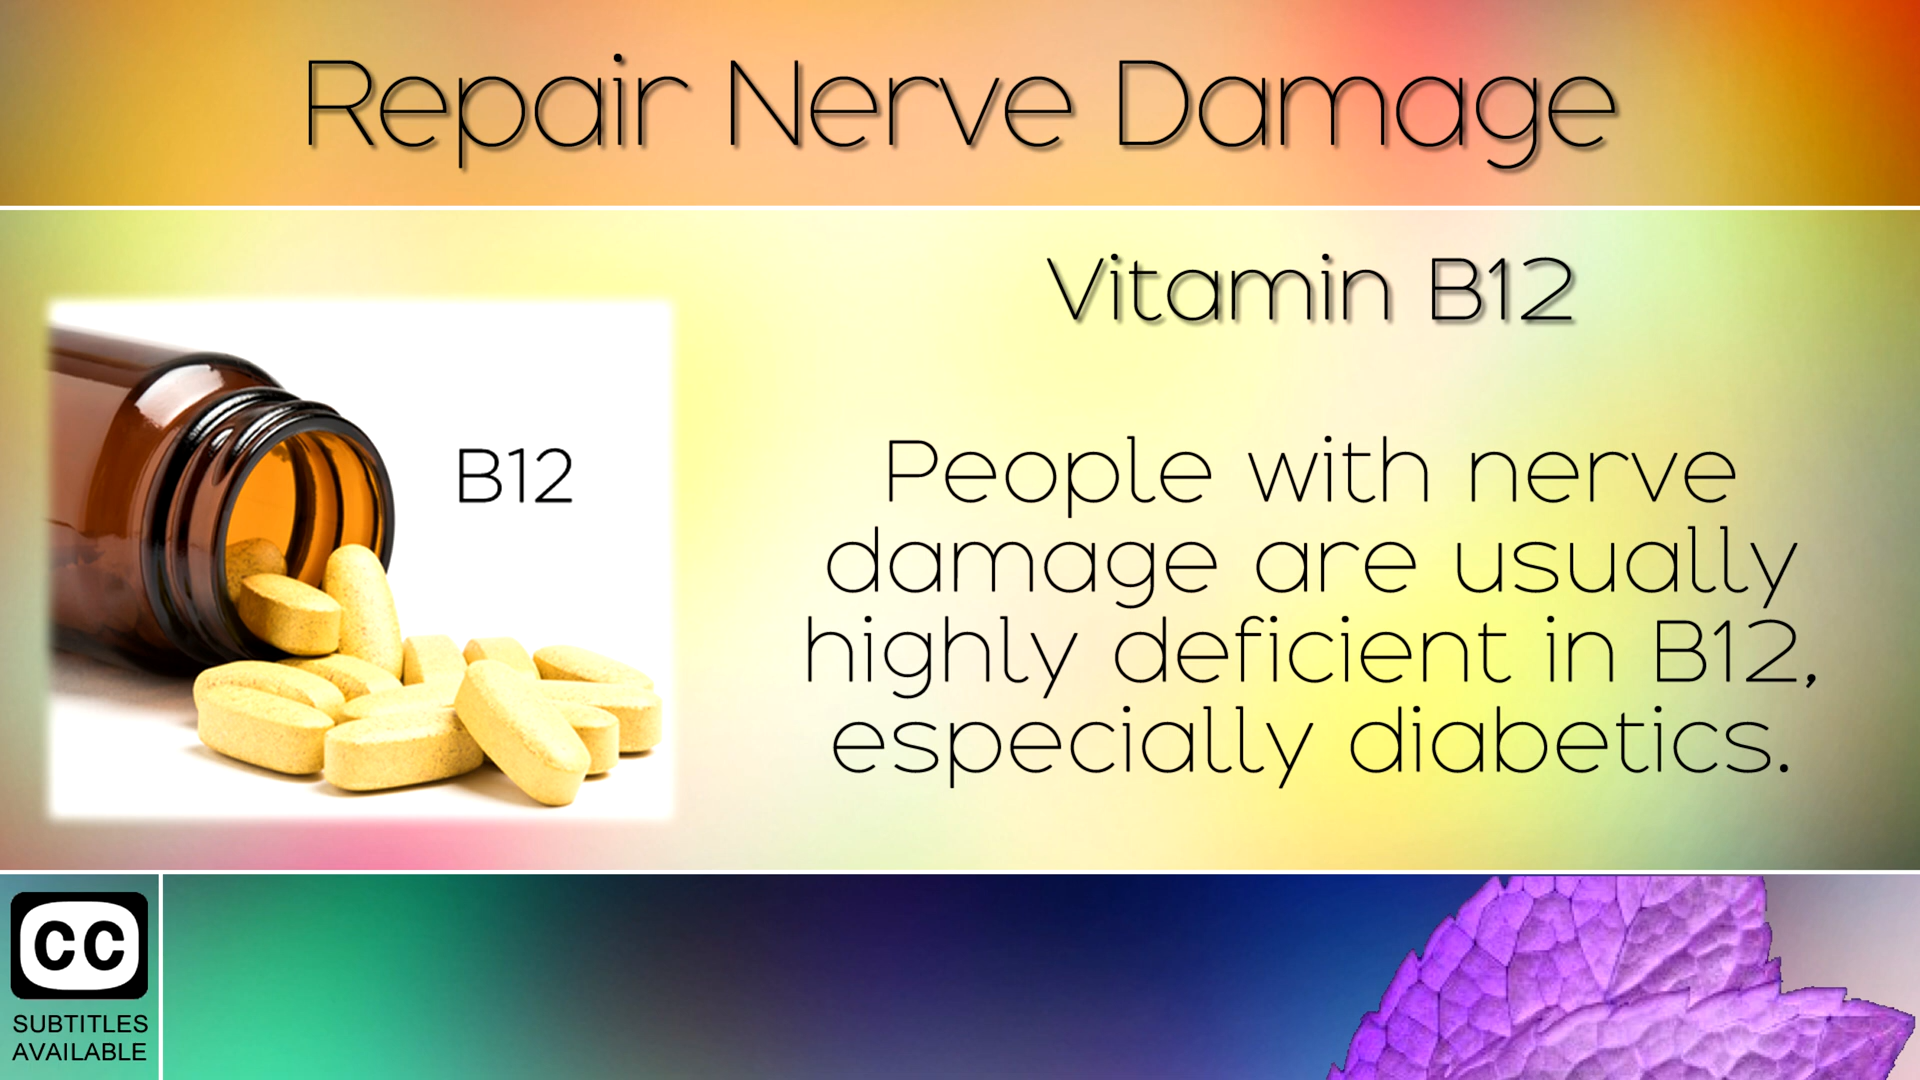 Repair Nerve Damage
Vitamin B12
B12
People with nerve
damage are usually
highly deficient in B12,
especially diabetics.
CC
SUBTITLES
AVAILABLE